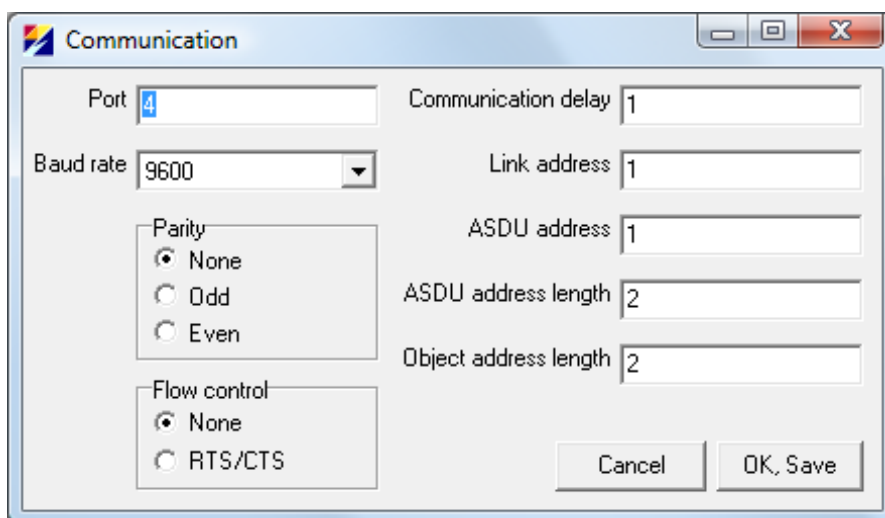 Communication
Port 4
Baud rate 9600
Parity
None
Odd
Even
Flow control
None
RTS/CTS
Communication delay 1
Link address 1
ASDU address 1
ASDU address length 2
Object address length 2
Cancel OK, Save